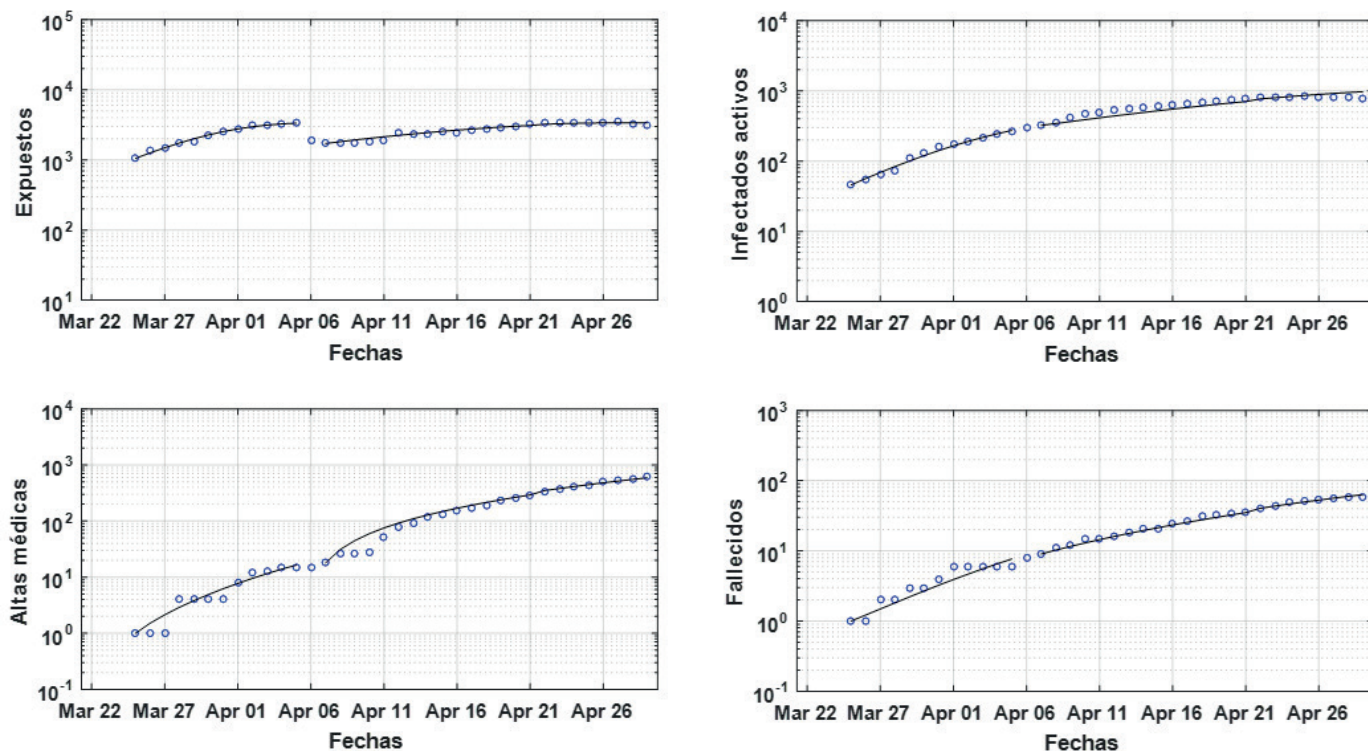 Expuestos
10^5
10^4
10^3
10^2
10^1
Mar 22 Mar 27 Apr 01 Apr 06 Apr 11 Apr 16 Apr 21 Apr 26
Fechas
Infectados activos
10^4
10^3
10^2
10^1
10^0
Mar 22 Mar 27 Apr 01 Apr 06 Apr 11 Apr 16 Apr 21 Apr 26
Fechas
Altas médicas
10^4
10^3
10^2
10^1
10^0
10^-1
Mar 22 Mar 27 Apr 01 Apr 06 Apr 11 Apr 16 Apr 21 Apr 26
Fechas
Fallecidos
10^3
10^2
10^1
10^0
10^-1
Mar 22 Mar 27 Apr 01 Apr 06 Apr 11 Apr 16 Apr 21 Apr 26
Fechas